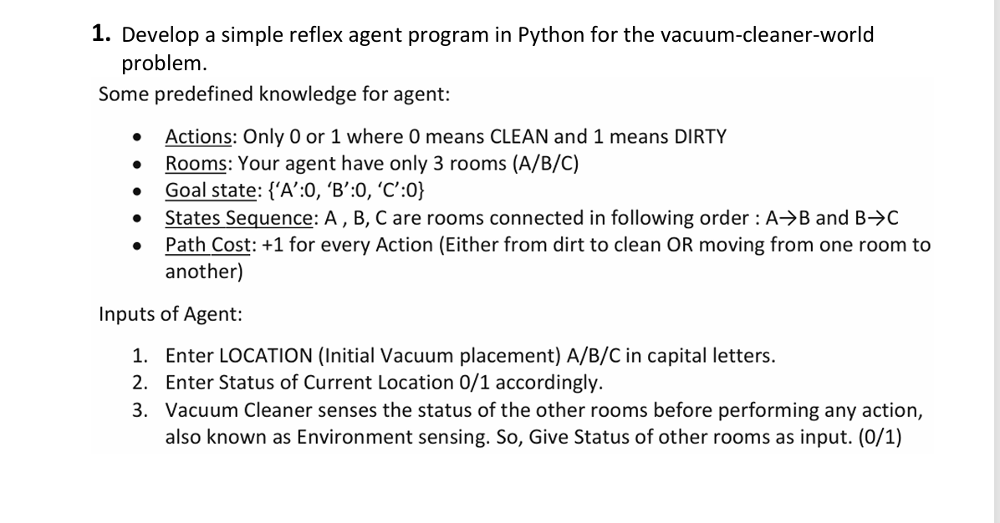 1. Develop a simple reflex agent program in Python for the vacuum-cleaner-world
problem.
Some predefined knowledge for agent:
• Actions: Only 0 or 1 where 0 means CLEAN and 1 means DIRTY
• Rooms: Your agent have only 3 rooms (A/B/C)
• Goal state: {‘A’:0, ‘B’:0, ‘C’:0}
• States Sequence: A , B, C are rooms connected in following order : A→B and B→C
• Path Cost: +1 for every Action (Either from dirt to clean OR moving from one room to
another)
Inputs of Agent:
1. Enter LOCATION (Initial Vacuum placement) A/B/C in capital letters.
2. Enter Status of Current Location 0/1 accordingly.
3. Vacuum Cleaner senses the status of the other rooms before performing any action,
also known as Environment sensing. So, Give Status of other rooms as input. (0/1)